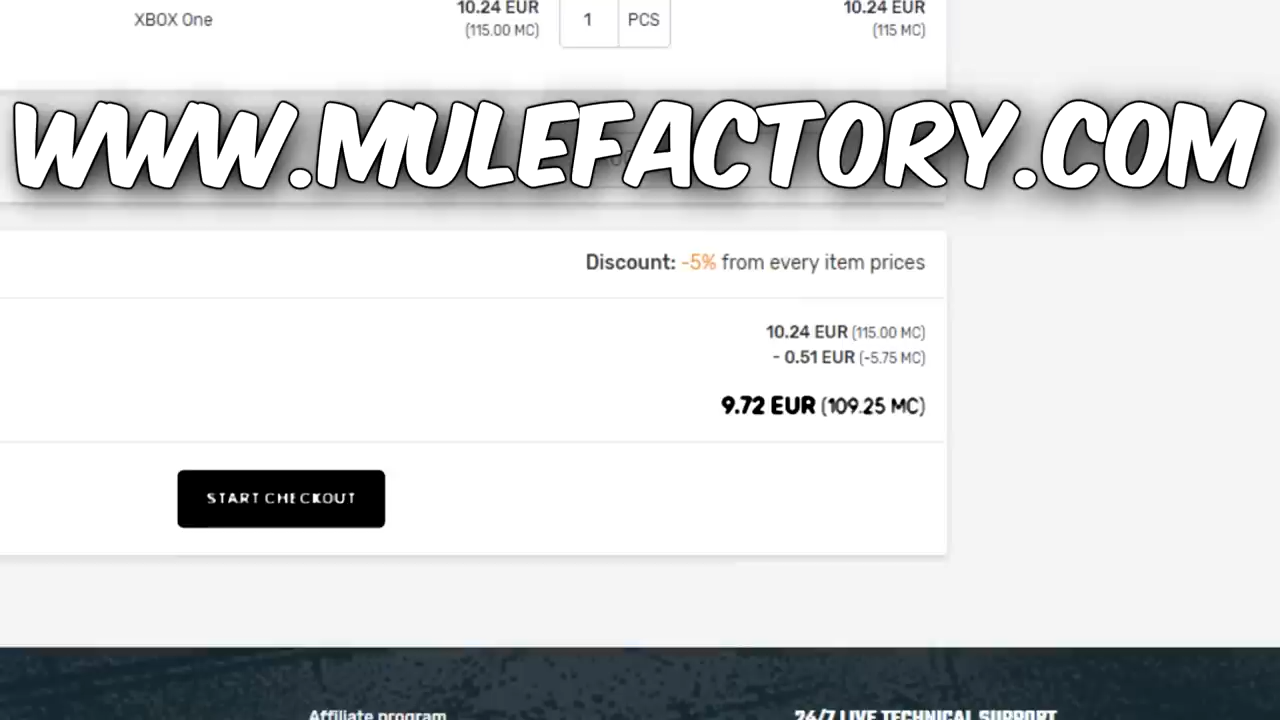 XBOX One
10.24 EUR
(115.00 MC)
1
PCS
10.24 EUR
(115 MC)
WWW.MULEFACTORY.COM
Discount: -5% from every item prices
10.24 EUR (115.00 MC)
- 0.51 EUR (-5.75 MC)
9.72 EUR (109.25 MC)
START CHECKOUT
Affiliate program
24/7 LIVE TECHNICAL SUPPORT